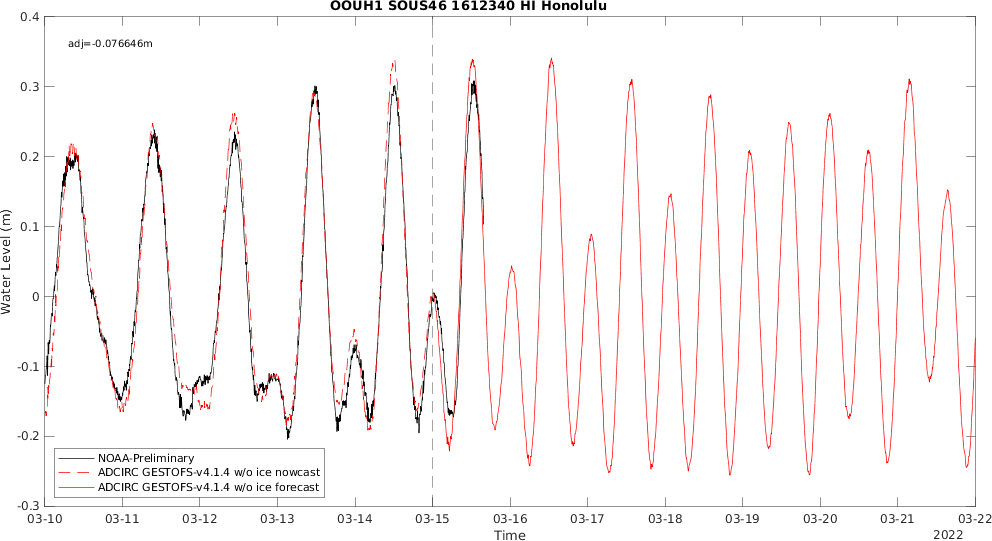 OOUH1 SOUS46 1612340 HI Honolulu
adj=-0.076646m
Water Level (m)
0.4
0.3
0.2
0.1
0
-0.1
-0.2
-0.3
NOAA-Preliminary
ADCIRC GESTOFS-v4.1.4 w/o ice nowcast
ADCIRC GESTOFS-v4.1.4 w/o ice forecast
03-10 03-11 03-12 03-13 03-14 03-15 03-16 03-17 03-18 03-19 03-20 03-21 03-22
Time
2022